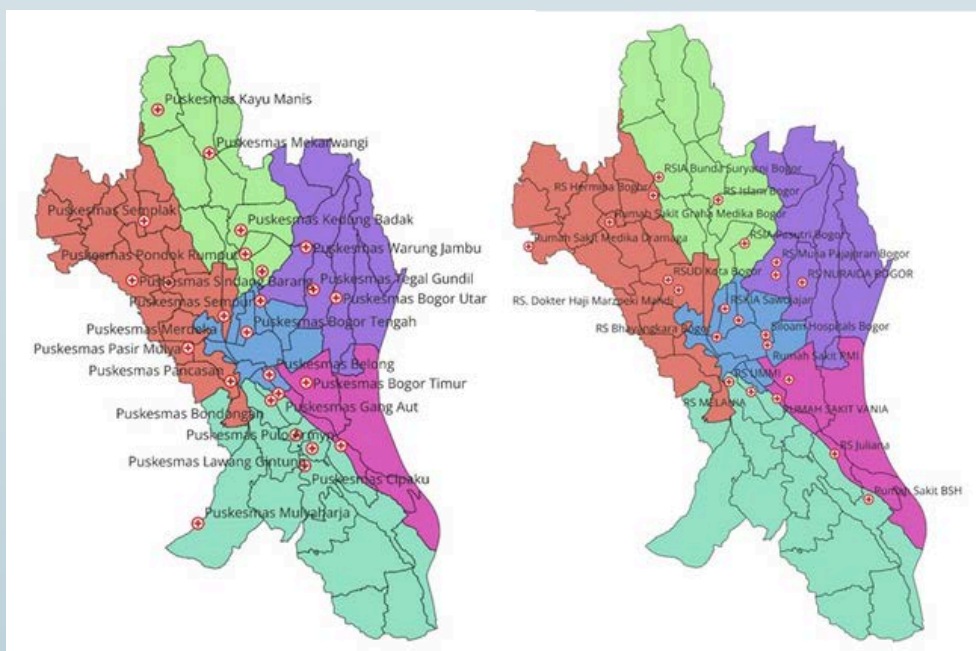 Puskesmas Kayu Manis
Puskesmas Mekarwangi
Puskesmas Semplak
Puskesmas Kedung Badak
Puskesmas Pondok Rumput
Puskesmas Warung Jambu
Puskesmas Sindang Barang
Puskesmas Tegal Gundil
Puskesmas Sempur
Puskesmas Bogor Utar
Puskesmas Merdeka
Puskesmas Bogor Tengah
Puskesmas Pasir Mulya
Puskesmas Pancasan
Puskesmas Belong
Puskesmas Bogor Timur
Puskesmas Bondongan
Puskesmas Gang Aut
Puskesmas Pulo Armyn
Puskesmas Lawang Gintung
Puskesmas Cipaku
Puskesmas Mulyaharja
RSIA Bunda Suryatni Bogor
RS Hermina Bogor
RS Islam Bogor
Rumah Sakit Graha Medika Bogor
Rumah Sakit Medika Dramaga
RSIA Pasutri Bogor
RS Mulia Pajajaran Bogor
RSUD Kota Bogor
RS NURAIDA BOGOR
RS. Dokter Haji Marzoeki Mahdi
RSKIA Sawojajar
RS Bhayangkara Bogor
Siloam Hospitals Bogor
Rumah Sakit PMI
RS UMMI
RS MELANIA
RUMAH SAKIT VANIA
RS Juliana
Rumah Sakit BSH